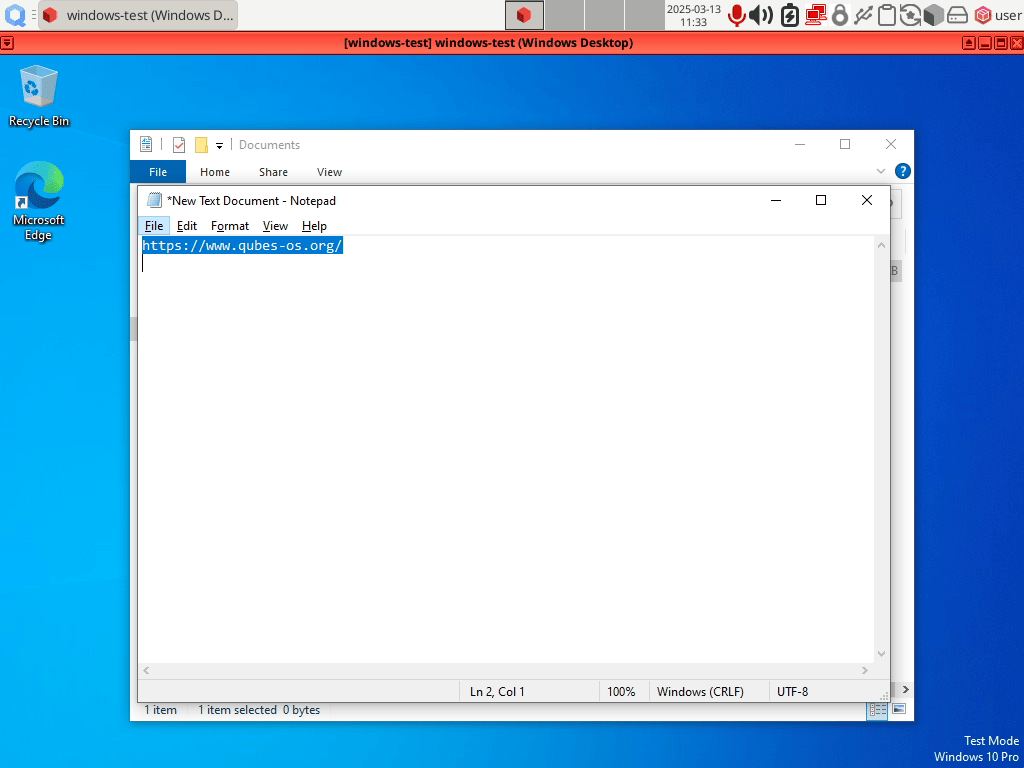 windows-test (Windows D...
2025-03-13
11:33
user
[windows-test] windows-test (Windows Desktop)
Recycle Bin
Microsoft
Edge
Documents
File Home Share View
*New Text Document - Notepad
File Edit Format View Help
https://www.qubes-os.org/
B
Ln 2, Col 1 100% Windows (CRLF) UTF-8
1 item 1 item selected 0 bytes
Test Mode
Windows 10 Pro